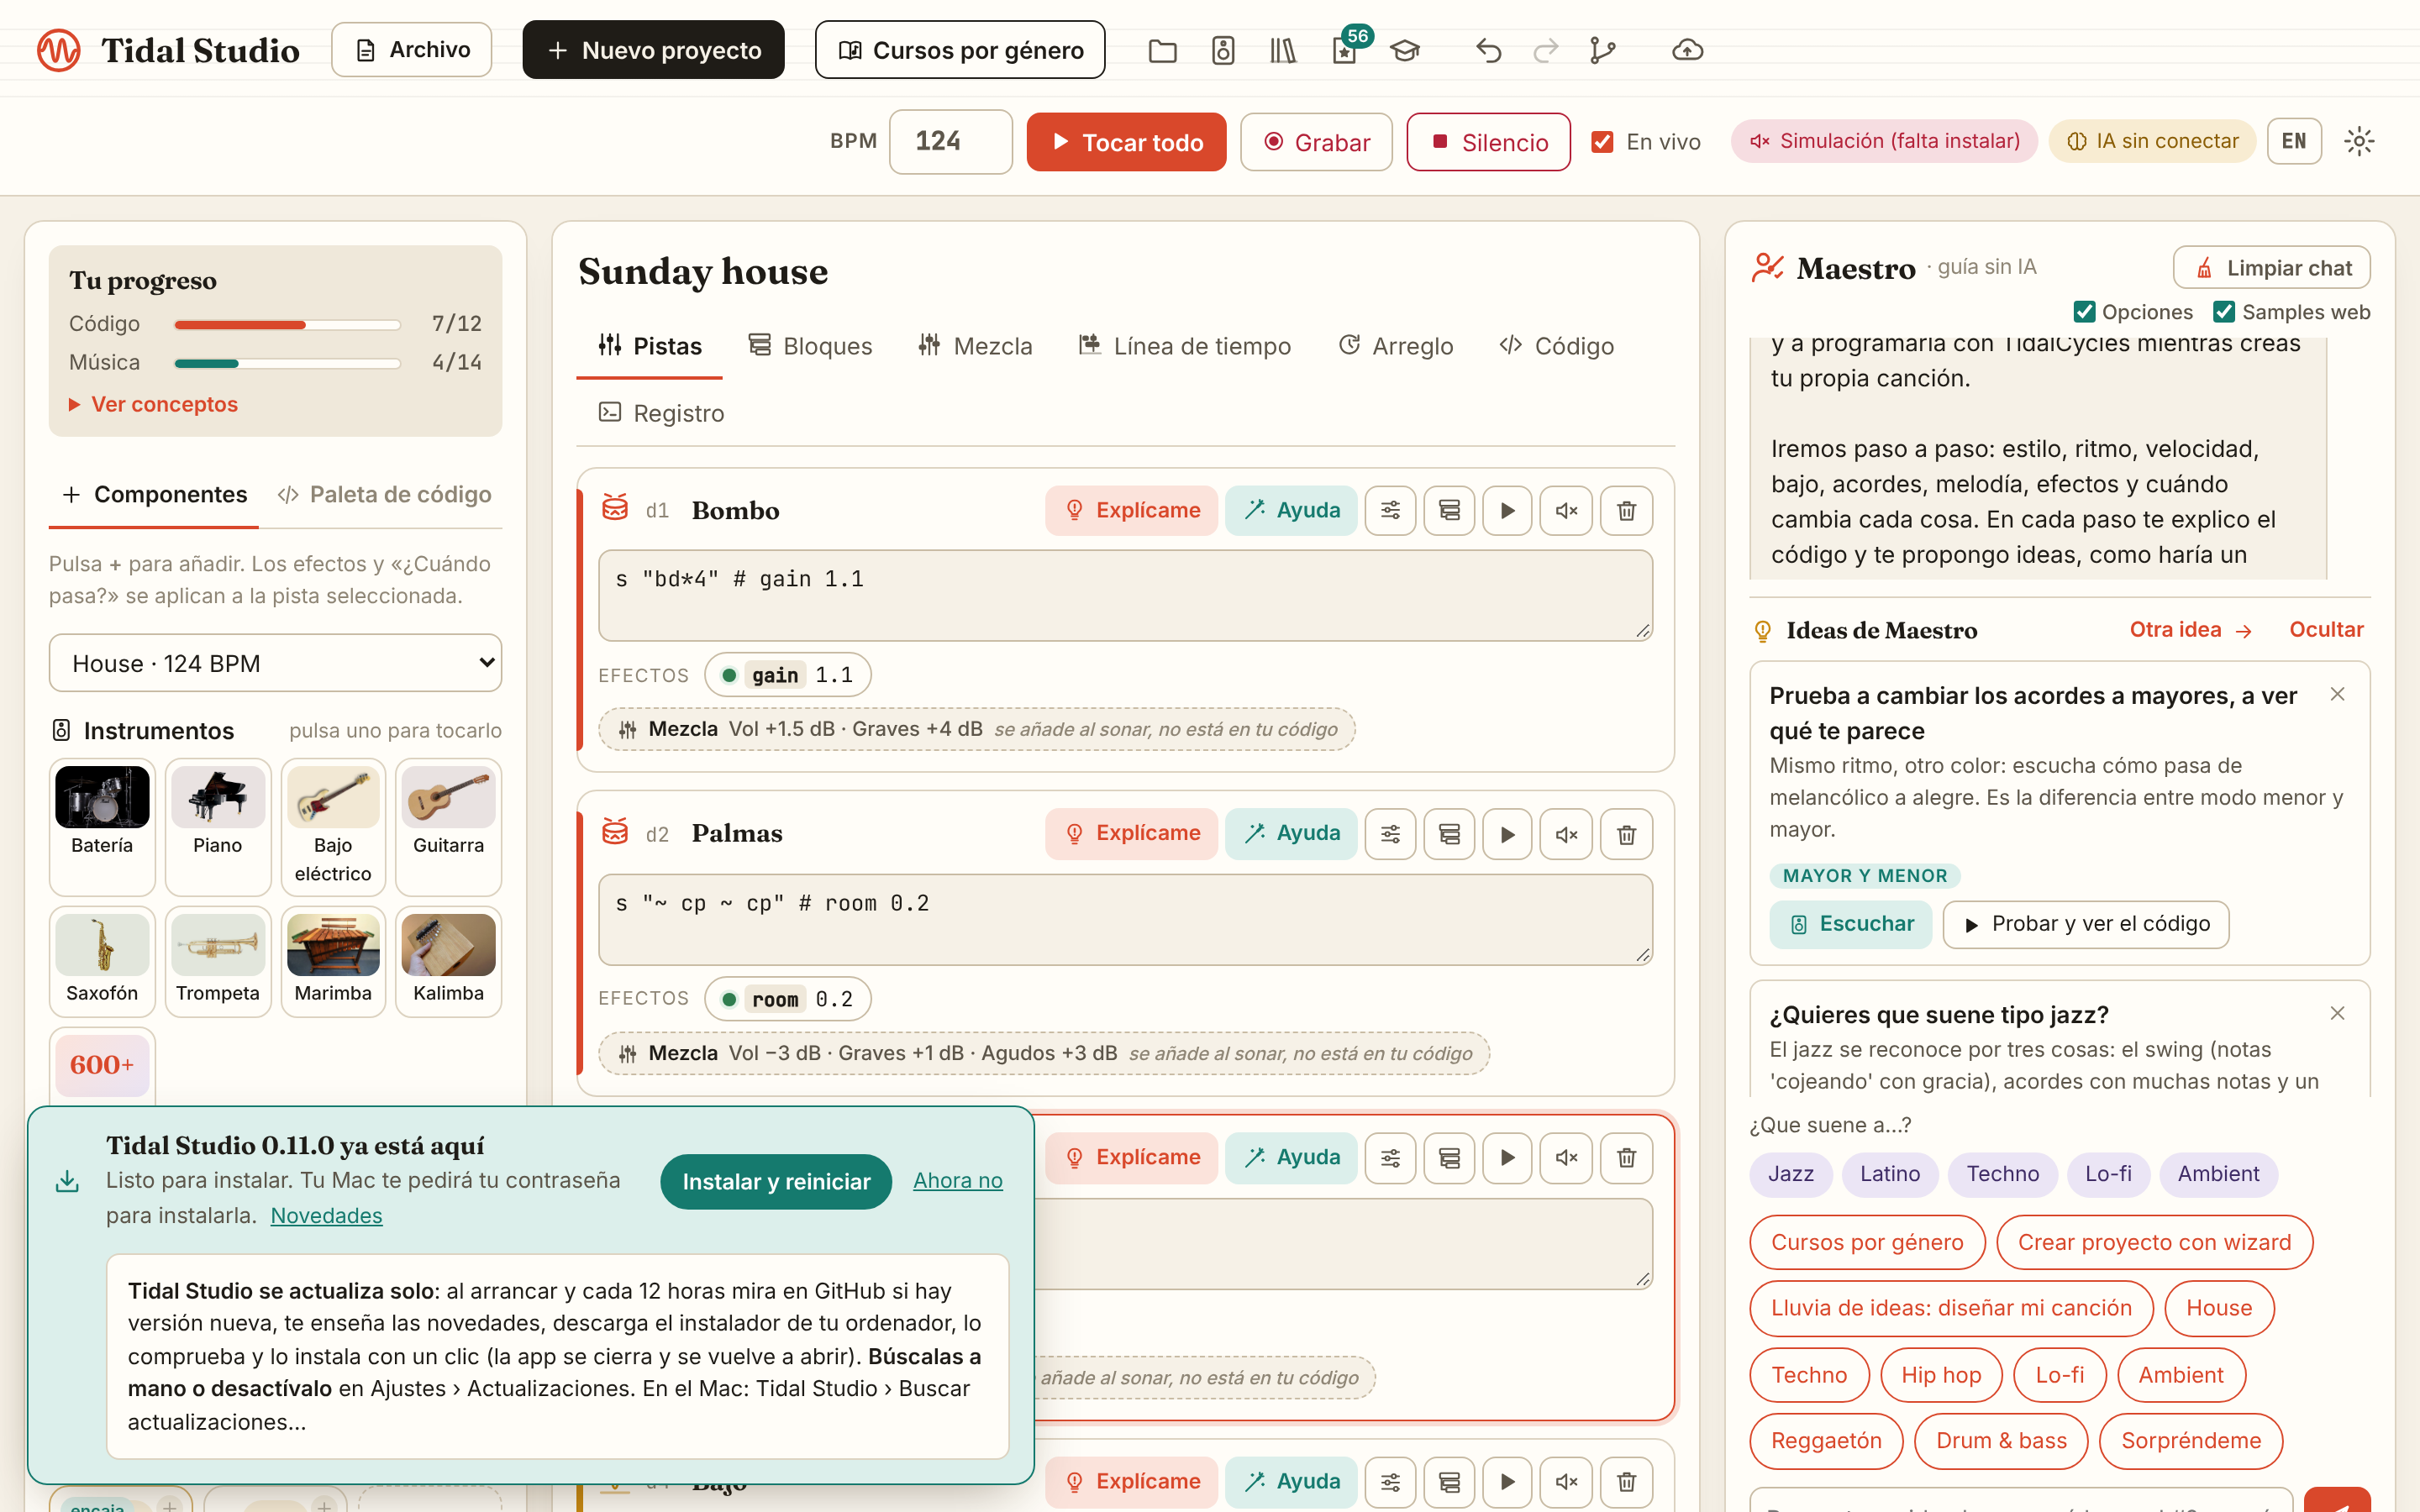 Tidal Studio
Archivo
+ Nuevo proyecto
Cursos por género
56
BPM 124
Tocar todo
Grabar
Silencio
En vivo
Simulación (falta instalar)
IA sin conectar
EN
Tu progreso
Código 7/12
Música 4/14
Ver conceptos
+ Componentes
</> Paleta de código
Pulsa + para añadir. Los efectos y «¿Cuándo
pasa?» se aplican a la pista seleccionada.
House · 124 BPM
Instrumentos pulsa uno para tocarlo
Batería
Piano
Bajo
eléctrico
Guitarra
Saxofón
Trompeta
Marimba
Kalimba
600+
Sunday house
Pistas
Bloques
Mezcla
Línea de tiempo
Arreglo
</> Código
Registro
d1 Bombo
Explícame
Ayuda
s "bd*4" # gain 1.1
EFECTOS gain 1.1
Mezcla Vol +1.5 dB · Graves +4 dB se añade al sonar, no está en tu código
d2 Palmas
Explícame
Ayuda
s "~ cp ~ cp" # room 0.2
EFECTOS room 0.2
Mezcla Vol −3 dB · Graves +1 dB · Agudos +3 dB se añade al sonar, no está en tu código
Explícame
Ayuda
añade al sonar, no está en tu código
Bajo
Explícame
Ayuda
Tidal Studio 0.11.0 ya está aquí
Listo para instalar. Tu Mac te pedirá tu contraseña
para instalarla. Novedades
Instalar y reiniciar
Ahora no
Tidal Studio se actualiza solo: al arrancar y cada 12 horas mira en GitHub si hay
versión nueva, te enseña las novedades, descarga el instalador de tu ordenador, lo
comprueba y lo instala con un clic (la app se cierra y se vuelve a abrir). Búscalas a
mano o desactívalo en Ajustes › Actualizaciones. En el Mac: Tidal Studio › Buscar
actualizaciones...
encaja
Maestro · guía sin IA
Limpiar chat
Opciones
Samples web
y a programarla con TidalCycles mientras creas
tu propia canción.
Iremos paso a paso: estilo, ritmo, velocidad,
bajo, acordes, melodía, efectos y cuándo
cambia cada cosa. En cada paso te explico el
código y te propongo ideas, como haría un
Ideas de Maestro
Otra idea →
Ocultar
Prueba a cambiar los acordes a mayores, a ver
qué te parece
Mismo ritmo, otro color: escucha cómo pasa de
melancólico a alegre. Es la diferencia entre modo menor y
mayor.
MAYOR Y MENOR
Escuchar
Probar y ver el código
¿Quieres que suene tipo jazz?
El jazz se reconoce por tres cosas: el swing (notas
'cojeando' con gracia), acordes con muchas notas y un
¿Que suene a...?
Jazz
Latino
Techno
Lo-fi
Ambient
Cursos por género
Crear proyecto con wizard
Lluvia de ideas: diseñar mi canción
House
Techno
Hip hop
Lo-fi
Ambient
Reggaetón
Drum & bass
Sorpréndeme